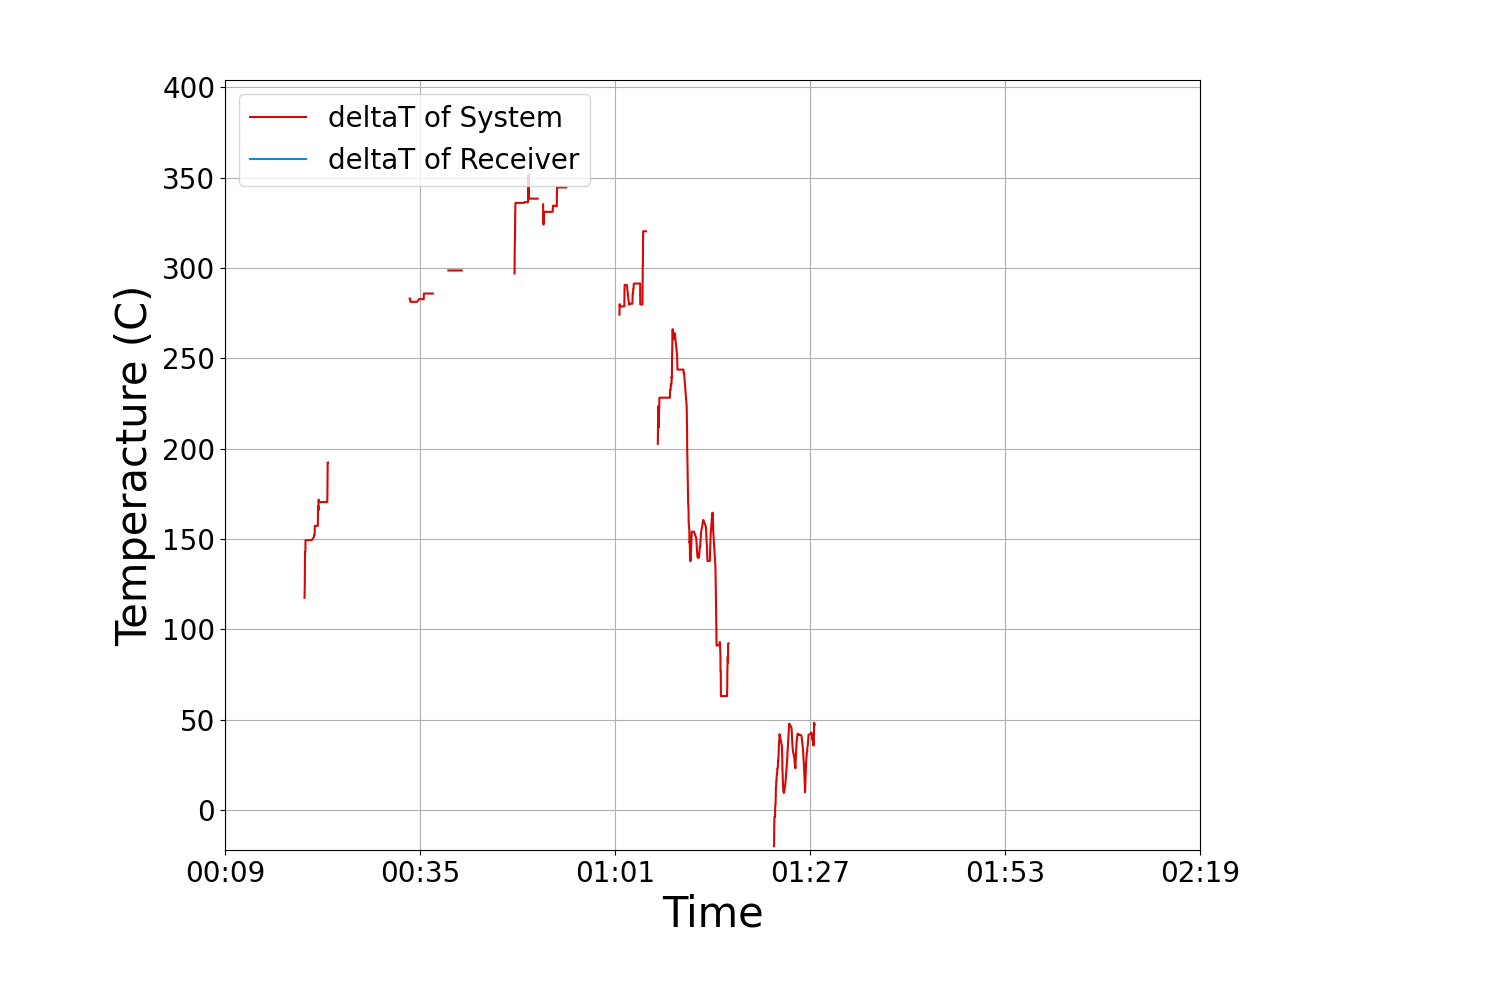 400
350
300
250
200
150
100
50
0
deltaT of System
deltaT of Receiver
Temperacture (C)
00:09 00:35 01:01 01:27 01:53 02:19
Time